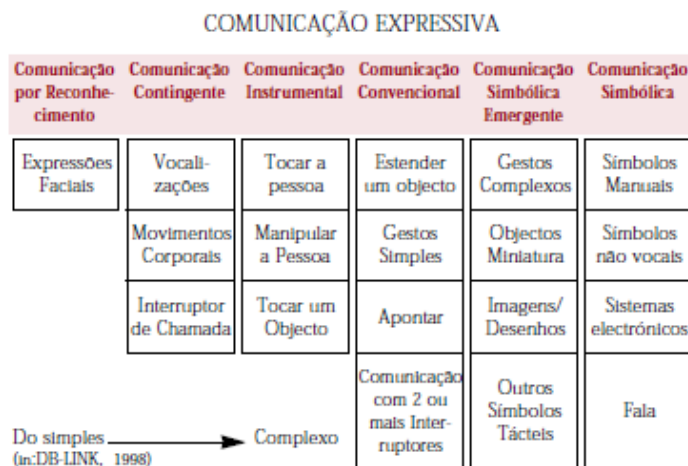 COMUNICAÇÃO EXPRESSIVA
Comunicação
por Reconhe-
cimento
Comunicação
Contingente
Comunicação
Instrumental
Comunicação
Convencional
Comunicação
Simbólica
Emergente
Comunicação
Simbólica
Expressões
Faciais
Vocali-
zações
Tocar a
pessoa
Estender
um objecto
Gestos
Complexos
Símbolos
Manuais
Movimentos
Corporais
Manipular
a Pessoa
Gestos
Simples
Objectos
Miniatura
Símbolos
não vocais
Interruptor
de Chamada
Tocar um
Objecto
Apontar
Imagens/
Desenhos
Sistemas
electrónicos
Comunicação
com 2 ou
mais Inter-
ruptores
Outros
Símbolos
Tácteis
Fala
Do simples
Complexo
(in:DB-LINK, 1998)